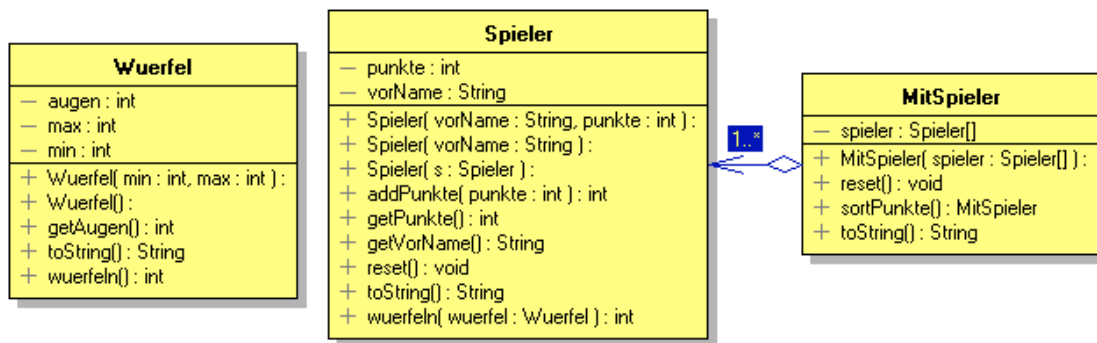 Wuerfel
− augen : int
− max : int
− min : int
+ Wuerfel( min : int, max : int ) :
+ Wuerfel() :
+ getAugen() : int
+ toString() : String
+ wuerfeln() : int
Spieler
− punkte : int
− vorName : String
+ Spieler( vorName : String, punkte : int ) :
+ Spieler( vorName : String ) :
+ Spieler( s : Spieler ) :
+ addPunkte( punkte : int ) : int
+ getPunkte() : int
+ getVorName() : String
+ reset() : void
+ toString() : String
+ wuerfeln( wuerfel : Wuerfel ) : int
1..*
MitSpieler
− spieler : Spieler[]
+ MitSpieler( spieler : Spieler[] ) :
+ reset() : void
+ sortPunkte() : MitSpieler
+ toString() : String